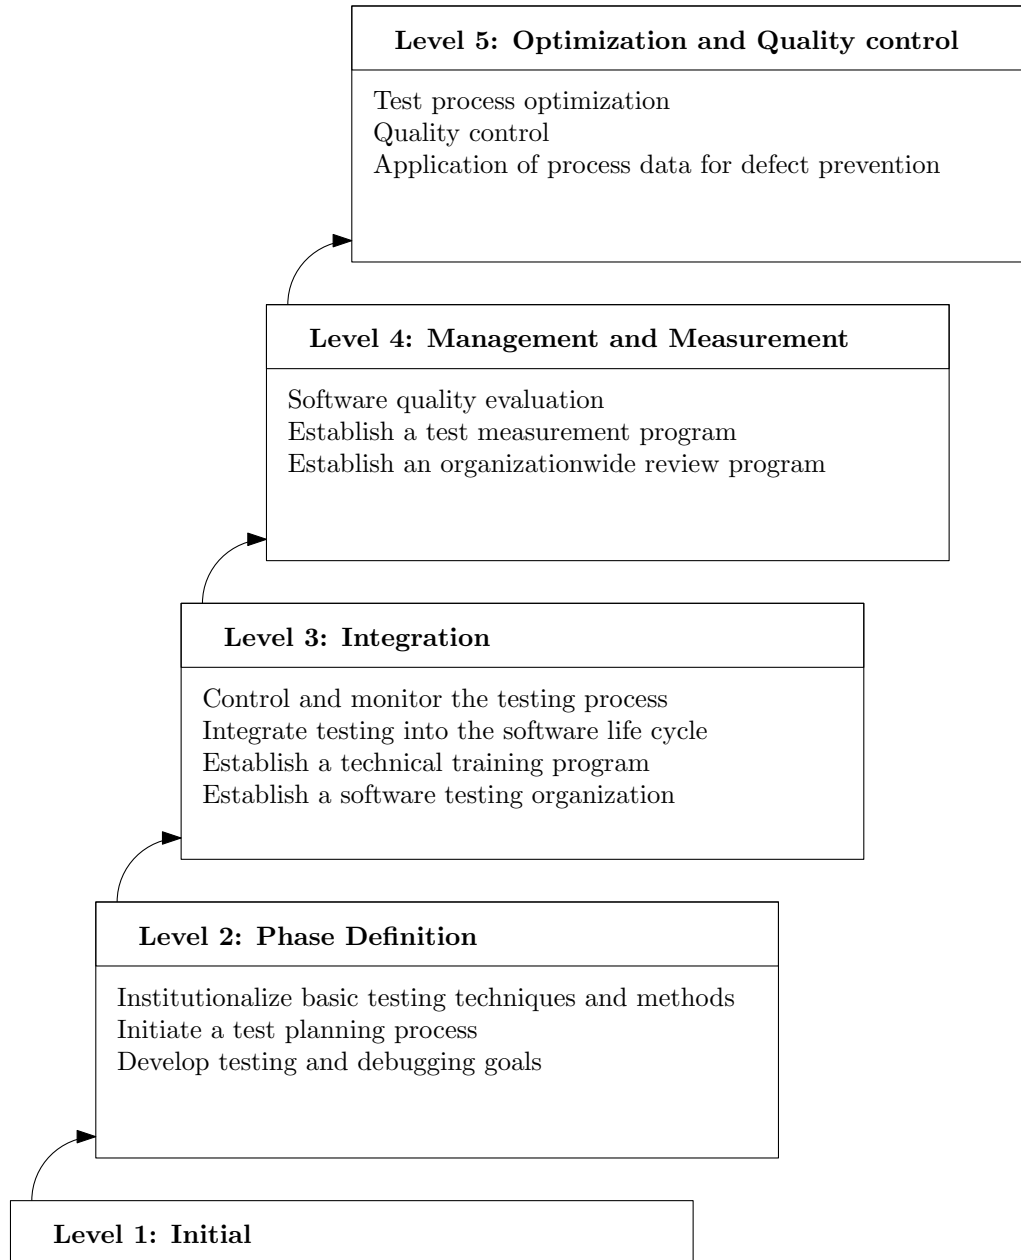 Level 5: Optimization and Quality control
Test process optimization
Quality control
Application of process data for defect prevention
Level 4: Management and Measurement
Software quality evaluation
Establish a test measurement program
Establish an organizationwide review program
Level 3: Integration
Control and monitor the testing process
Integrate testing into the software life cycle
Establish a technical training program
Establish a software testing organization
Level 2: Phase Definition
Institutionalize basic testing techniques and methods
Initiate a test planning process
Develop testing and debugging goals
Level 1: Initial